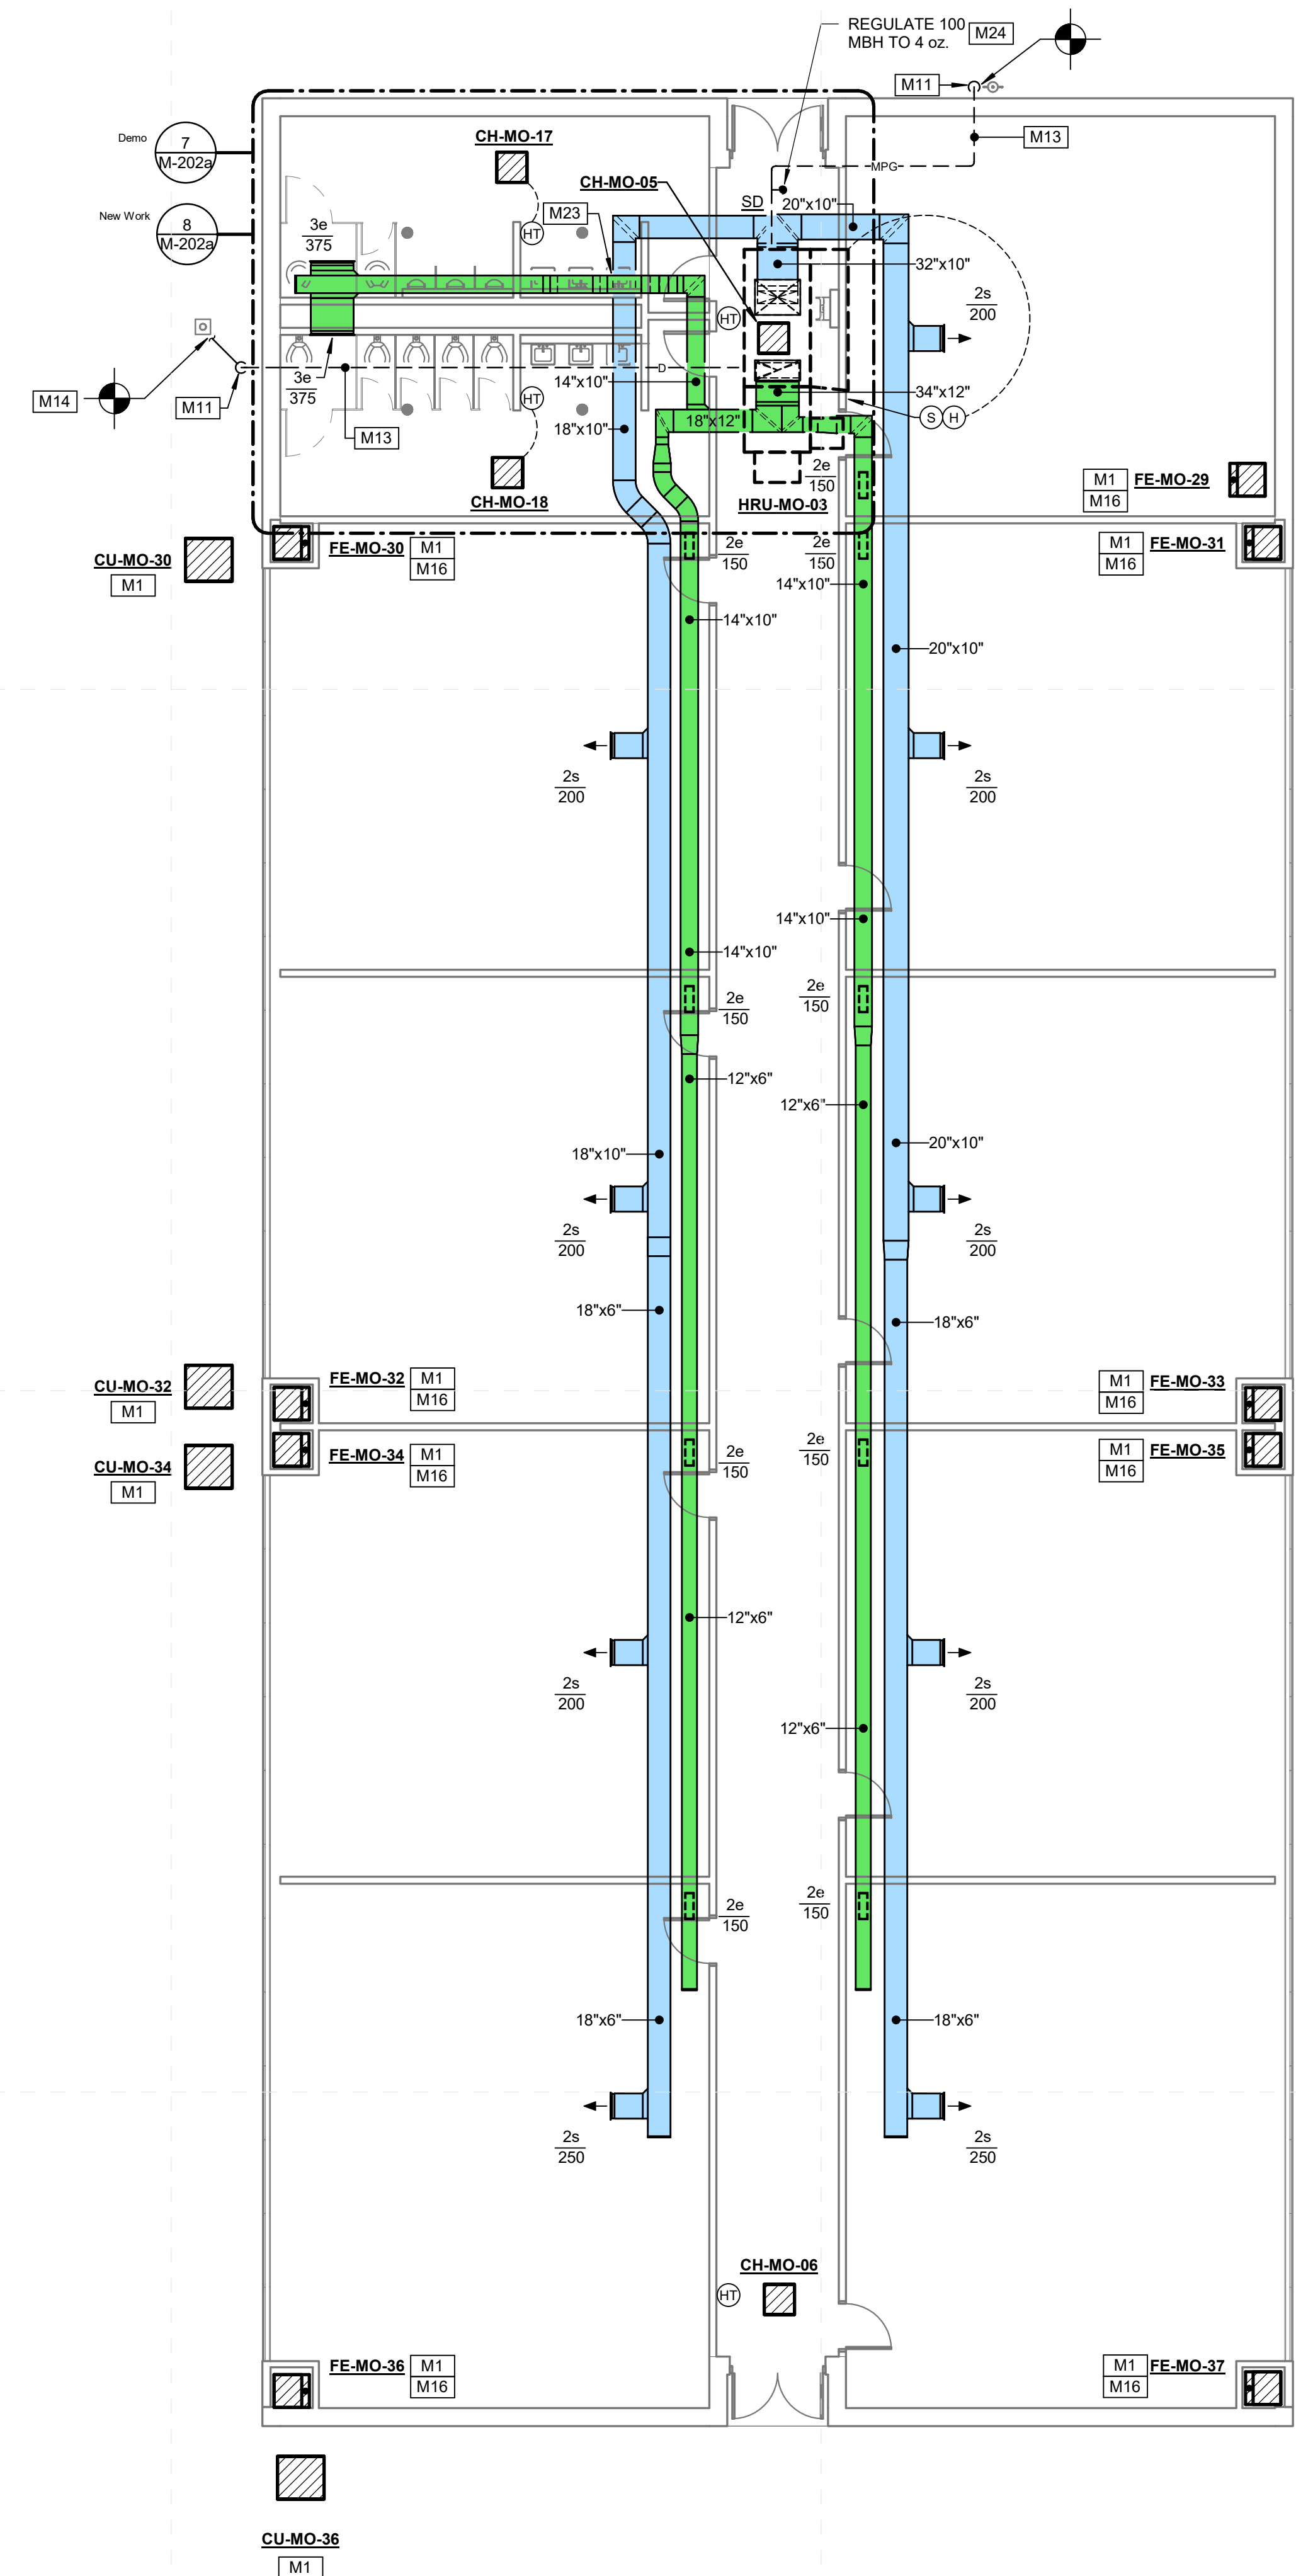 REGULATE 100
MBH TO 4 oz.
M24
M11
M13
MPG
Demo
7
M-202a
New Work
8
M-202a
CH-MO-17
CH-MO-05
M23
HT
SD
20"x10"
3e
375
32"x10"
2s
200
HT
M14
M11
M13
3e
375
D
14"x10"
HT
18"x10"
18"x12"
34"x12"
S
H
CH-MO-18
2e
150
HRU-MO-03
M1
M16
FE-MO-29
CU-MO-30
M1
FE-MO-30
M1
M16
2e
150
2e
150
M1
M16
FE-MO-31
14"x10"
14"x10"
20"x10"
2s
200
2s
200
14"x10"
14"x10"
2e
150
2e
150
12"x6"
12"x6"
18"x10"
20"x10"
2s
200
2s
200
18"x6"
18"x6"
CU-MO-32
M1
FE-MO-32
M1
M16
M1
M16
FE-MO-33
CU-MO-34
M1
FE-MO-34
M1
M16
2e
150
2e
150
M1
M16
FE-MO-35
12"x6"
2s
200
2s
200
12"x6"
2e
150
2e
150
18"x6"
18"x6"
2s
250
2s
250
CH-MO-06
HT
FE-MO-36
M1
M16
M1
M16
FE-MO-37
CU-MO-36
M1